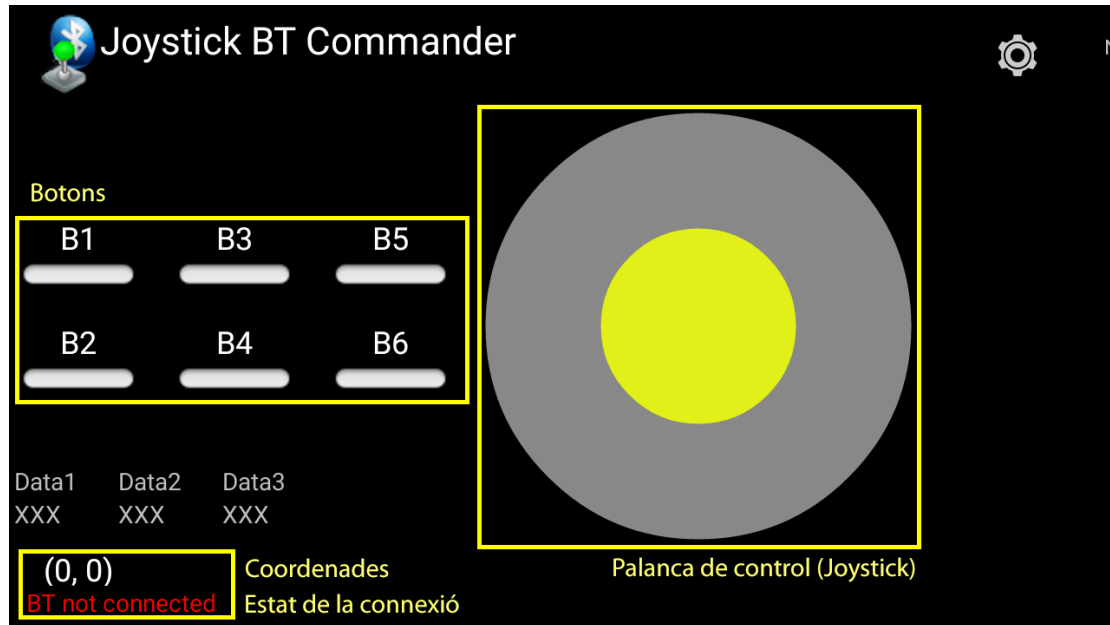 Joystick BT Commander
N
Botons
B1 B3 B5
B2 B4 B6
Data1 Data2 Data3
XXX XXX XXX
(0, 0) Coordenades
BT not connected Estat de la connexió
Palanca de control (Joystick)